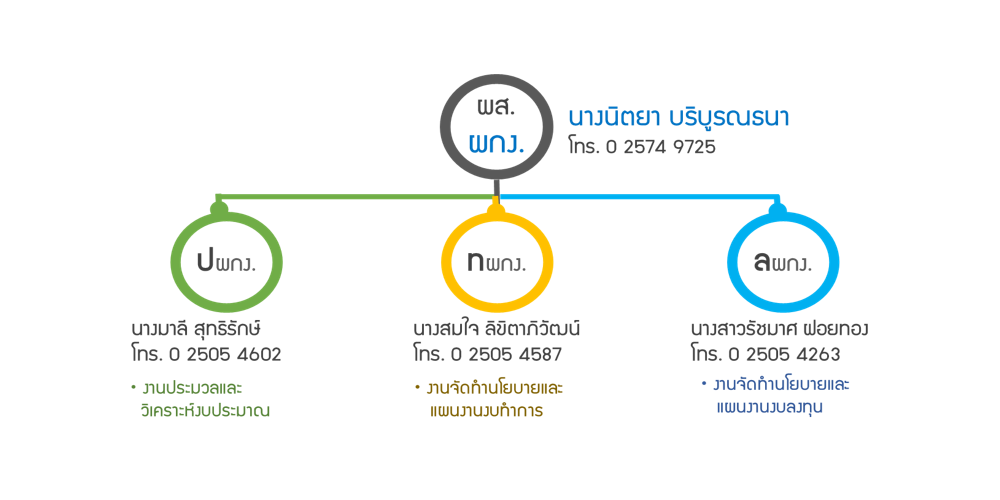 ผส.
ผกง.
นางนิตยา บริบูรณธนา
โทร. 0 2574 9725
ปผกง.
ทผกง.
ลผกง.
นางมาลี สุทธิรักษ์
โทร. 0 2505 4602
• งานประมวลและ
วิเคราะห์งบประมาณ
นางสมใจ ลิขิตาภิวัฒน์
โทร. 0 2505 4587
• งานจัดทำนโยบายและ
แผนงานงบทำการ
นางสาวรัชมาศ ฝอยทอง
โทร. 0 2505 4263
• งานจัดทำนโยบายและ
แผนงานงบลงทุน